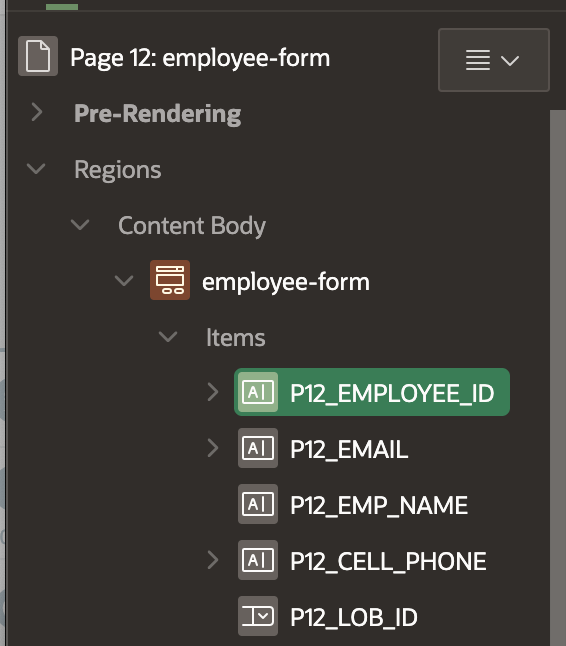 Page 12: employee-form
Pre-Rendering
Regions
Content Body
employee-form
Items
A P12_EMPLOYEE_ID
A P12_EMAIL
A P12_EMP_NAME
A P12_CELL_PHONE
P12_LOB_ID